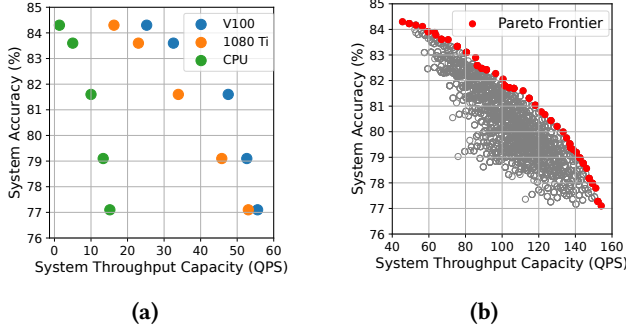 85
84
83
82
81
80
79
78
77
76
0 10 20 30 40 50 60
System Accuracy (%)
System Throughput Capacity (QPS)
V100
1080 Ti
CPU
(a)
85
84
83
82
81
80
79
78
77
76
40 60 80 100 120 140 160
System Accuracy (%)
System Throughput Capacity (QPS)
Pareto Frontier
(b)